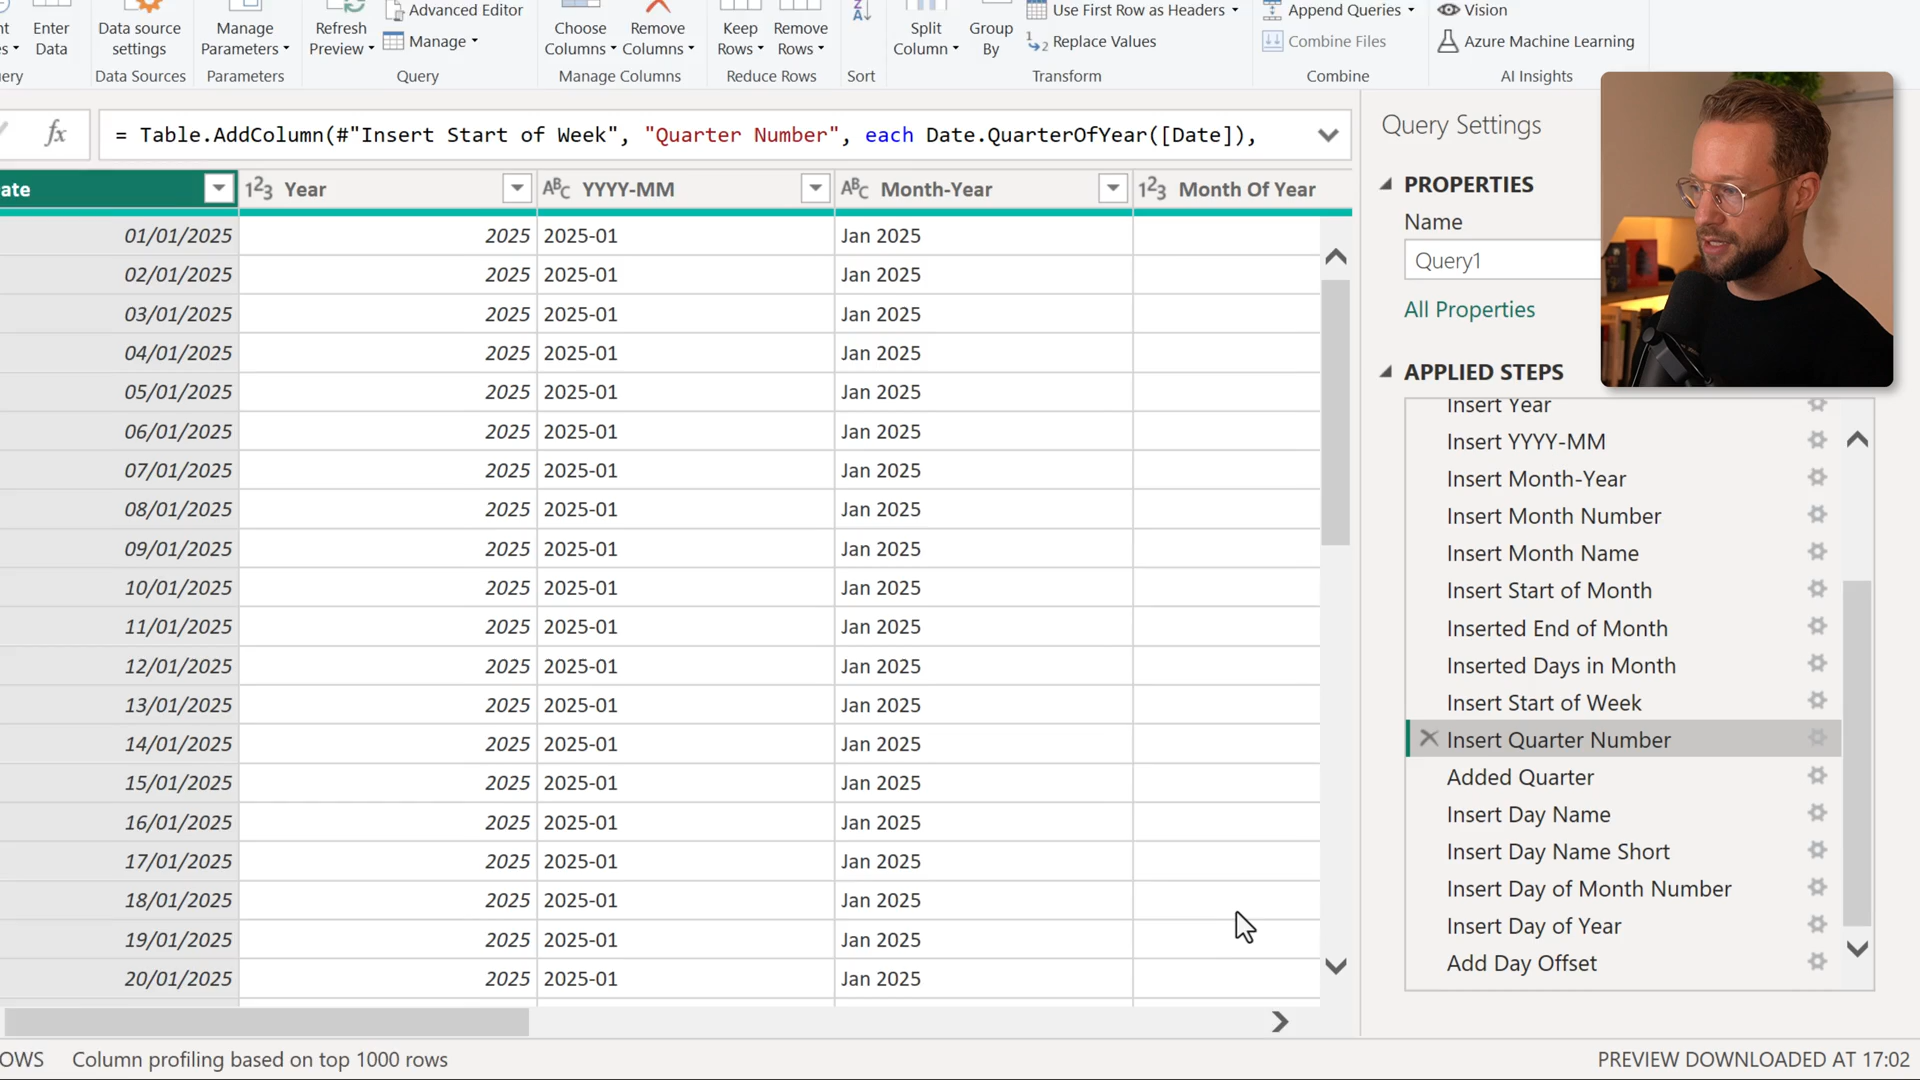 Enter
Data
Data source
settings
Data Sources
Manage
Parameters
Parameters
Refresh
Preview
Advanced Editor
Manage
Query
Choose
Columns
Remove
Columns
Manage Columns
Keep
Rows
Remove
Rows
Reduce Rows
Sort
Split
Column
Group
By
Use First Row as Headers
Replace Values
Transform
Append Queries
Combine Files
Combine
Vision
Azure Machine Learning
AI Insights
fx
= Table.AddColumn(#"Insert Start of Week", "Quarter Number", each Date.QuarterOfYear([Date]),
ate 123 Year ABC YYYY-MM ABC Month-Year 123 Month Of Year
01/01/2025 2025 2025-01 Jan 2025
02/01/2025 2025 2025-01 Jan 2025
03/01/2025 2025 2025-01 Jan 2025
04/01/2025 2025 2025-01 Jan 2025
05/01/2025 2025 2025-01 Jan 2025
06/01/2025 2025 2025-01 Jan 2025
07/01/2025 2025 2025-01 Jan 2025
08/01/2025 2025 2025-01 Jan 2025
09/01/2025 2025 2025-01 Jan 2025
10/01/2025 2025 2025-01 Jan 2025
11/01/2025 2025 2025-01 Jan 2025
12/01/2025 2025 2025-01 Jan 2025
13/01/2025 2025 2025-01 Jan 2025
14/01/2025 2025 2025-01 Jan 2025
15/01/2025 2025 2025-01 Jan 2025
16/01/2025 2025 2025-01 Jan 2025
17/01/2025 2025 2025-01 Jan 2025
18/01/2025 2025 2025-01 Jan 2025
19/01/2025 2025 2025-01 Jan 2025
20/01/2025 2025 2025-01 Jan 2025
Query Settings
PROPERTIES
Name
Query1
All Properties
APPLIED STEPS
Insert Year
Insert YYYY-MM
Insert Month-Year
Insert Month Number
Insert Month Name
Insert Start of Month
Inserted End of Month
Inserted Days in Month
Insert Start of Week
Insert Quarter Number
Added Quarter
Insert Day Name
Insert Day Name Short
Insert Day of Month Number
Insert Day of Year
Add Day Offset
OWS Column profiling based on top 1000 rows
PREVIEW DOWNLOADED AT 17:02